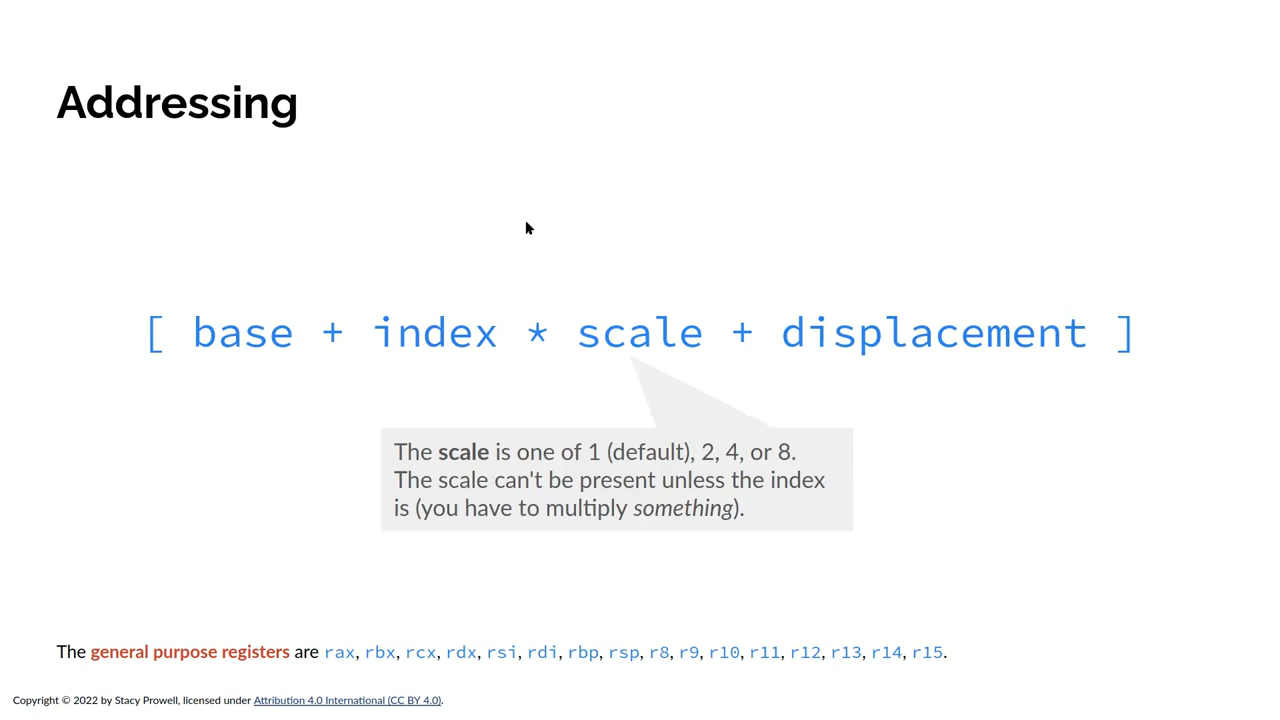 Addressing
[ base + index * scale + displacement ]
The scale is one of 1 (default), 2, 4, or 8.
The scale can't be present unless the index
is (you have to multiply something).
The general purpose registers are rax, rbx, rcx, rdx, rsi, rdi, rbp, rsp, r8, r9, r10, r11, r12, r13, r14, r15.
Copyright © 2022 by Stacy Prowell, licensed under Attribution 4.0 International (CC BY 4.0).